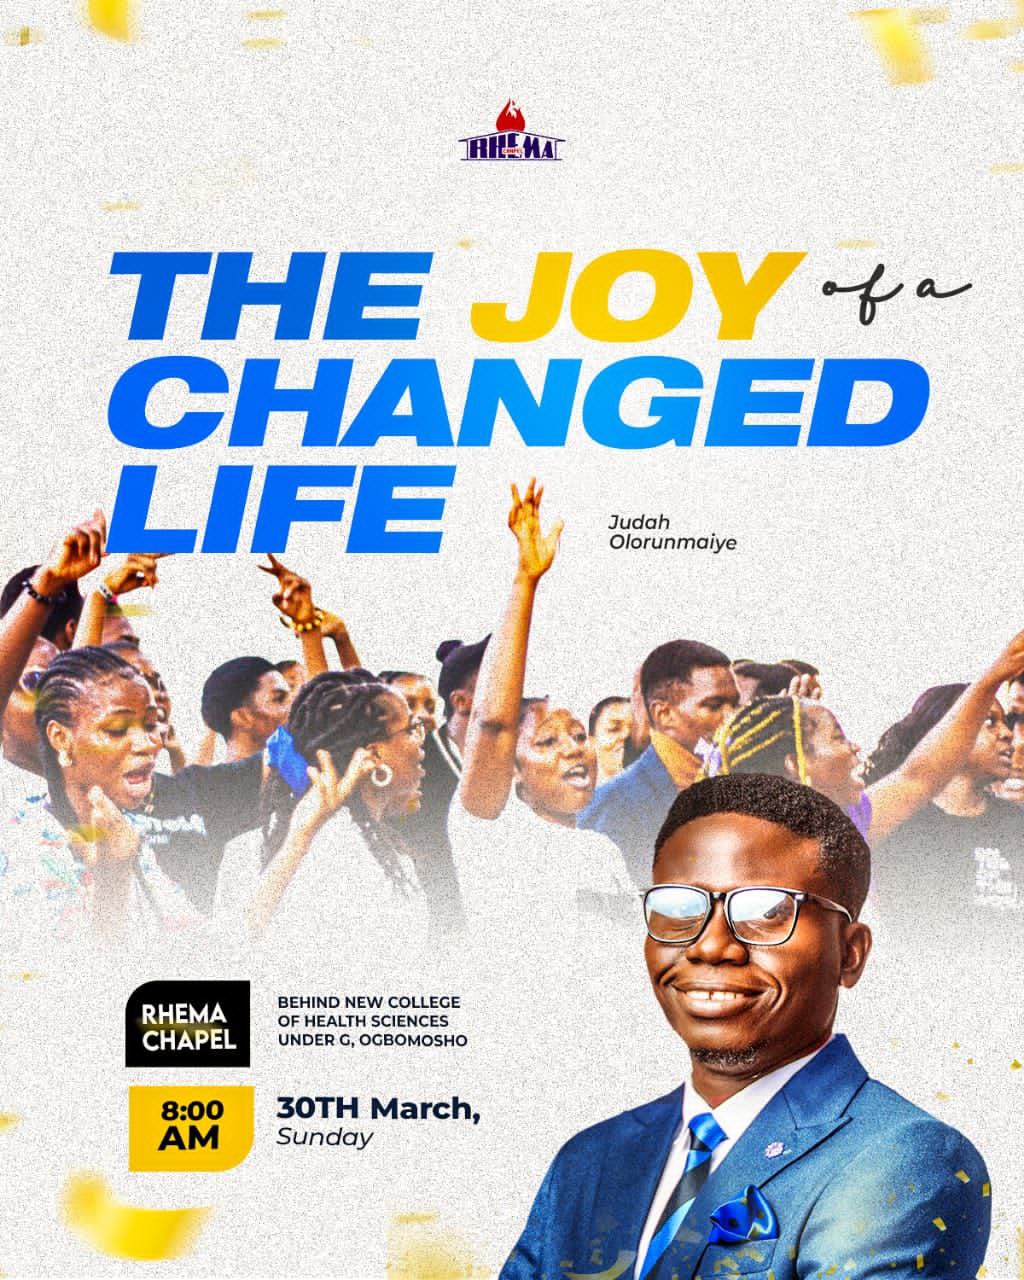 RHEMA
CHAPEL
THE JOY of a
CHANGED
LIFE
Judah
Olorunmaiye
RHEMA
CHAPEL
BEHIND NEW COLLEGE
OF HEALTH SCIENCES
UNDER G, OGBOMOSHO
8:00
AM
30TH March,
Sunday